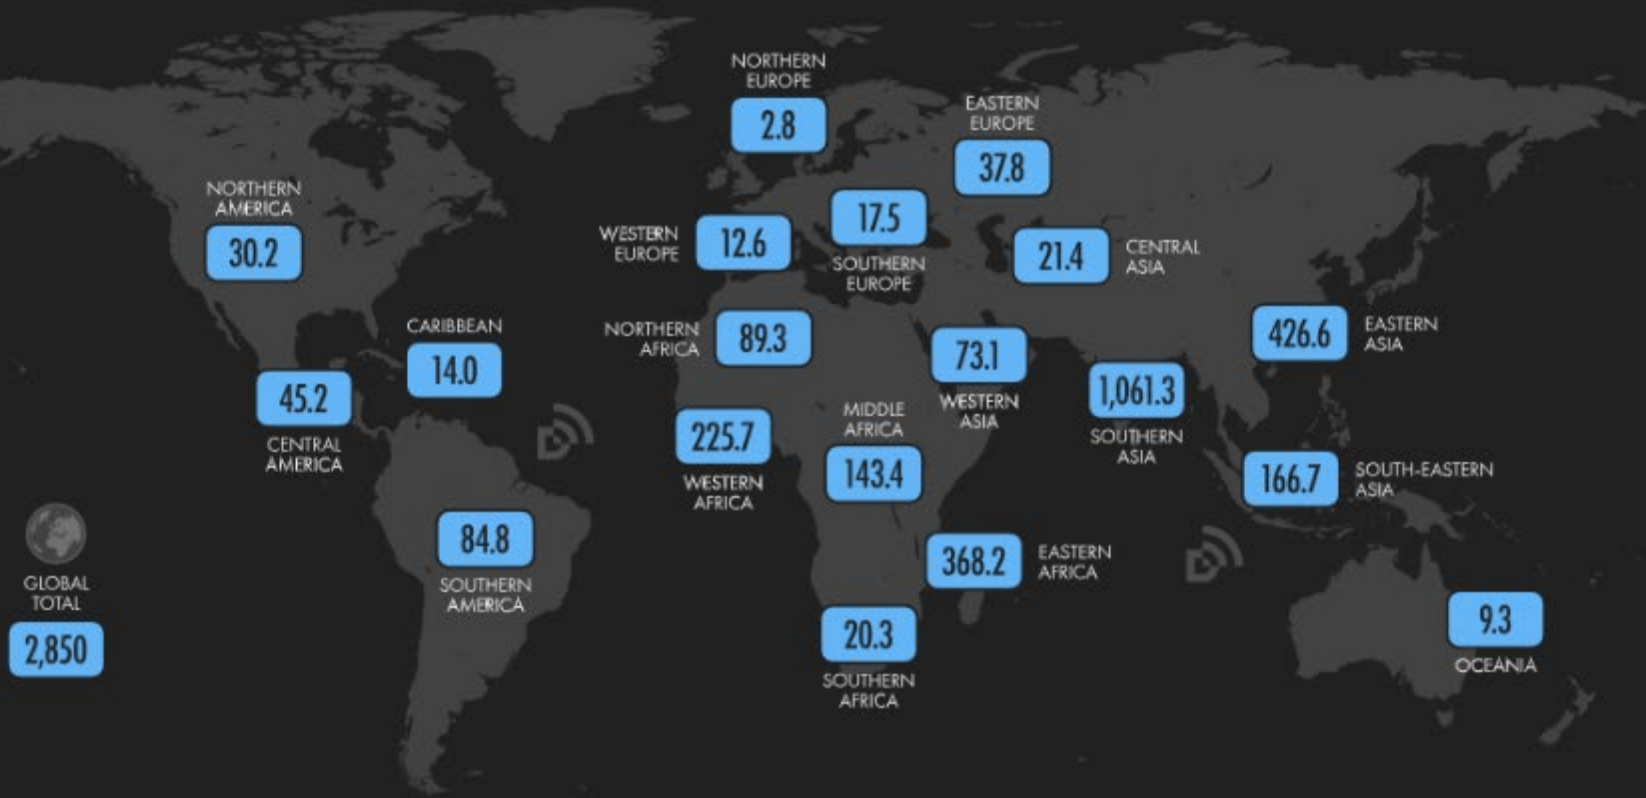 NORTHERN
EUROPE
2.8
EASTERN
EUROPE
37.8
NORTHERN
AMERICA
30.2
WESTERN
EUROPE
12.6
17.5
SOUTHERN
EUROPE
21.4
CENTRAL
ASIA
CARIBBEAN
14.0
NORTHERN
AFRICA
89.3
73.1
WESTERN
ASIA
426.6
EASTERN
ASIA
45.2
CENTRAL
AMERICA
225.7
WESTERN
AFRICA
MIDDLE
AFRICA
143.4
1,061.3
SOUTHERN
ASIA
166.7
SOUTH-EASTERN
ASIA
84.8
SOUTHERN
AMERICA
368.2
EASTERN
AFRICA
GLOBAL
TOTAL
2,850
20.3
SOUTHERN
AFRICA
9.3
OCEANIA